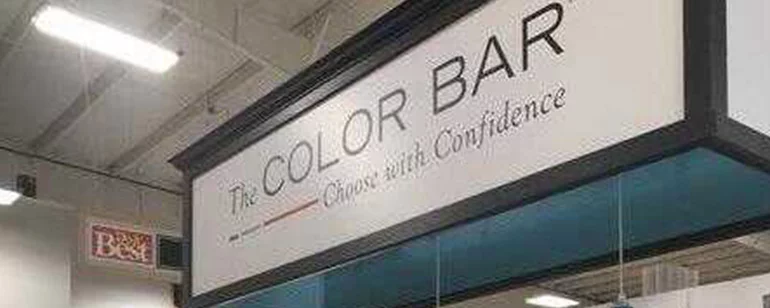 The COLOR BAR
Choose with Confidence
Best